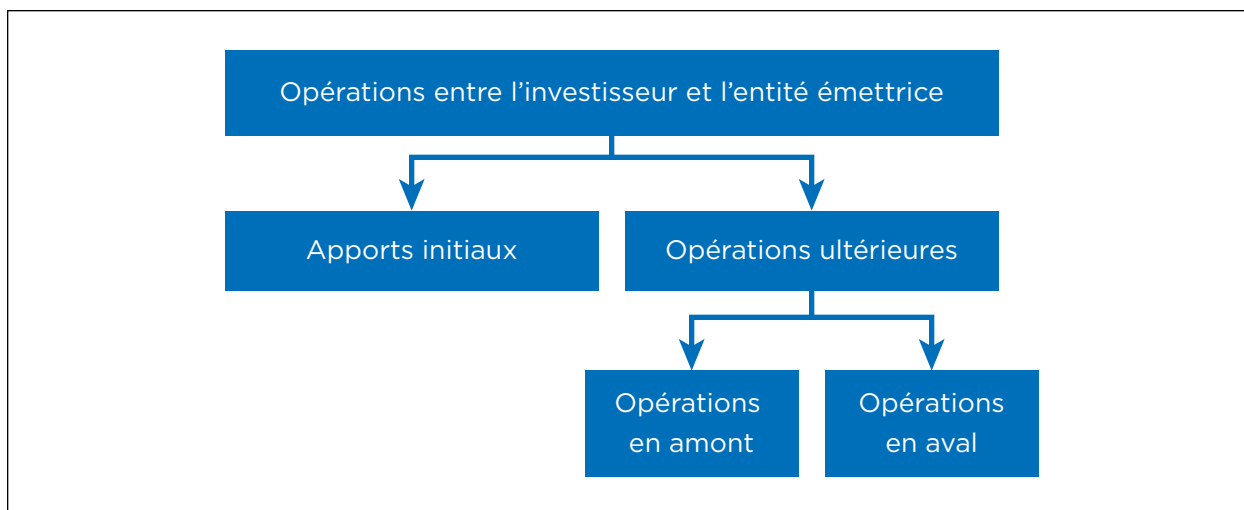 Opérations entre l’investisseur et l’entité émettrice
Apports initiaux
Opérations ultérieures
Opérations
en amont
Opérations
en aval